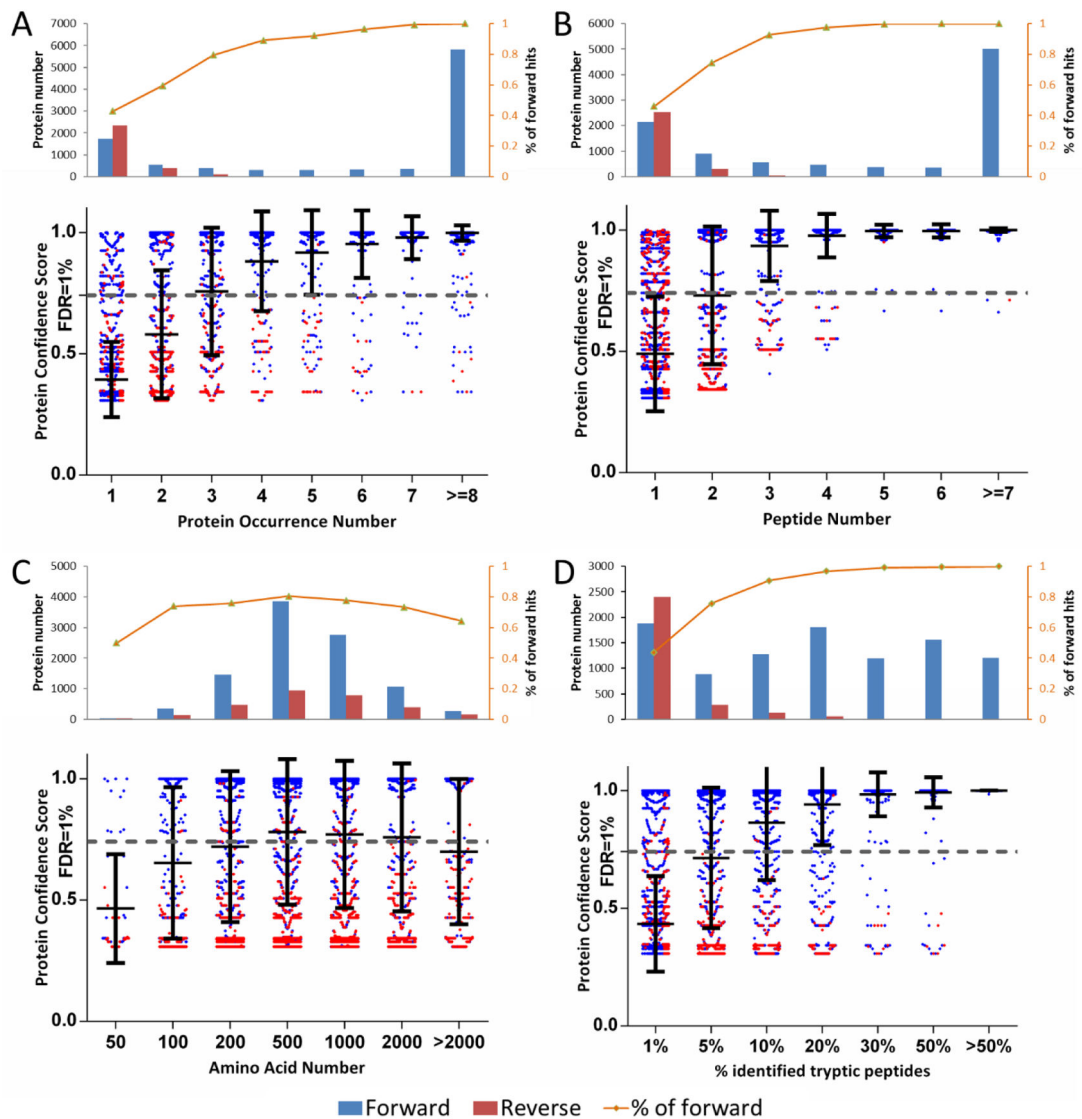 A
Protein number
7000
6000
5000
4000
3000
2000
1000
0
1
0.8
0.6
0.4
0.2
0
% of forward hits
Protein Confidence Score
FDR=1%
1.0
0.5
0.0
1 2 3 4 5 6 7 >=8
Protein Occurrence Number
B
Protein number
6000
5000
4000
3000
2000
1000
0
1
0.8
0.6
0.4
0.2
0
% of forward hits
Protein Confidence Score
FDR=1%
1.0
0.5
0.0
1 2 3 4 5 6 >=7
Peptide Number
C
Protein number
5000
4000
3000
2000
1000
0
1
0.8
0.6
0.4
0.2
0
% of forward hits
Protein Confidence Score
FDR=1%
1.0
0.5
0.0
50 100 200 500 1000 2000 >2000
Amino Acid Number
D
Protein number
3000
2500
2000
1500
1000
500
0
1
0.8
0.6
0.4
0.2
0
% of forward hits
Protein Confidence Score
FDR=1%
1.0
0.5
0.0
1% 5% 10% 20% 30% 50% >50%
% identified tryptic peptides
Forward Reverse % of forward